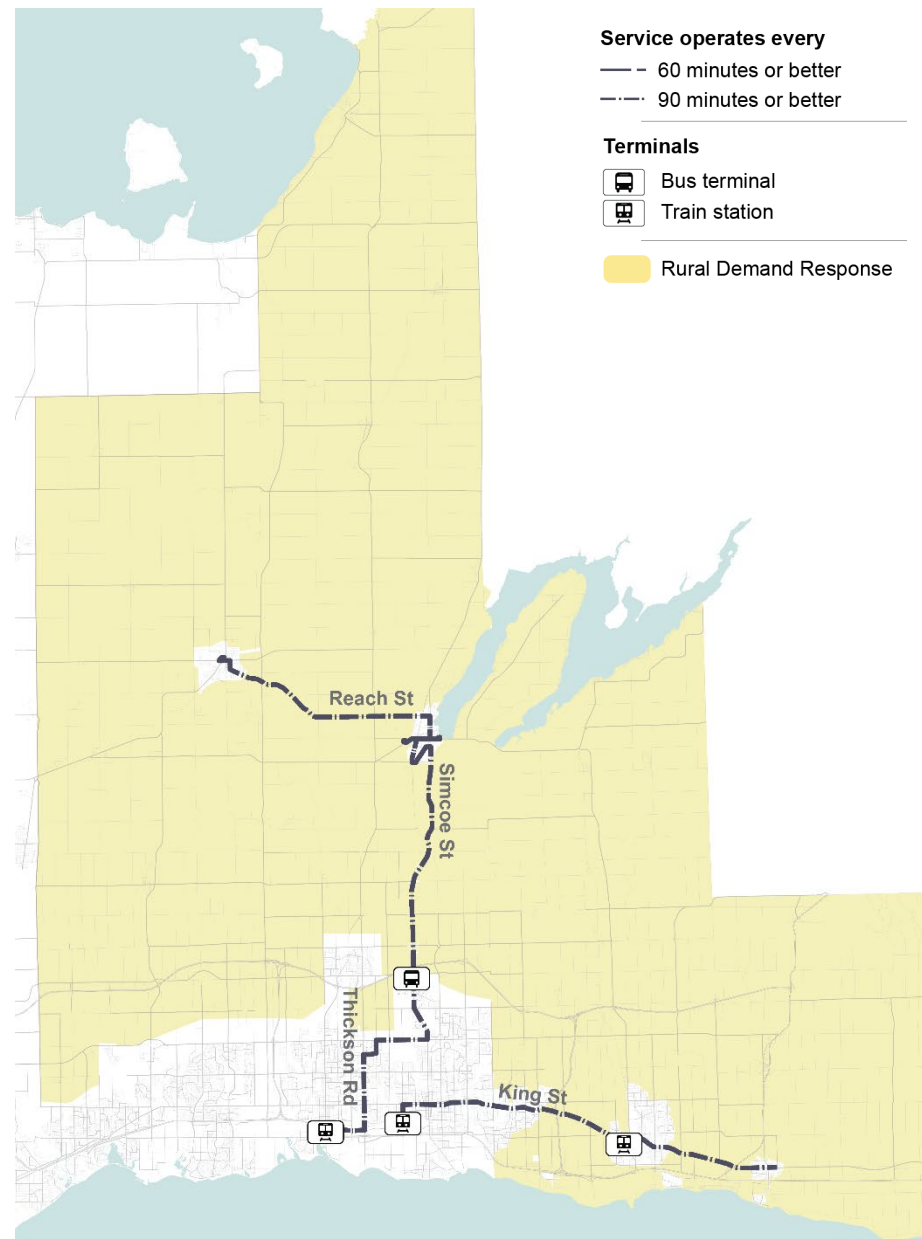 Service operates every
60 minutes or better
90 minutes or better
Terminals
Bus terminal
Train station
Rural Demand Response
Reach St
Simcoe St
Thickson Rd
King St